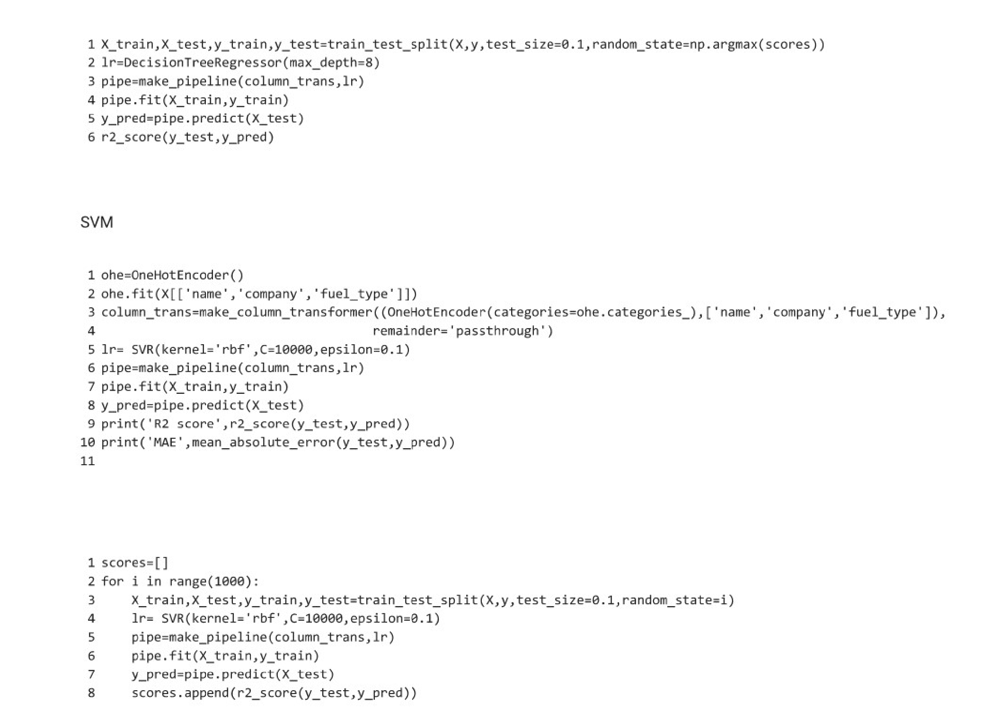 1 X_train,X_test,y_train,y_test=train_test_split(X,y,test_size=0.1,random_state=np.argmax(scores))
2 lr=DecisionTreeRegressor(max_depth=8)
3 pipe=make_pipeline(column_trans,lr)
4 pipe.fit(X_train,y_train)
5 y_pred=pipe.predict(X_test)
6 r2_score(y_test,y_pred)
SVM
1 ohe=OneHotEncoder()
2 ohe.fit(X[['name','company','fuel_type']])
3 column_trans=make_column_transformer((OneHotEncoder(categories=ohe.categories_),['name','company','fuel_type']),
4                                     remainder='passthrough')
5 lr= SVR(kernel='rbf',C=10000,epsilon=0.1)
6 pipe=make_pipeline(column_trans,lr)
7 pipe.fit(X_train,y_train)
8 y_pred=pipe.predict(X_test)
9 print('R2 score',r2_score(y_test,y_pred))
10 print('MAE',mean_absolute_error(y_test,y_pred))
11
1 scores=[]
2 for i in range(1000):
3     X_train,X_test,y_train,y_test=train_test_split(X,y,test_size=0.1,random_state=i)
4     lr= SVR(kernel='rbf',C=10000,epsilon=0.1)
5     pipe=make_pipeline(column_trans,lr)
6     pipe.fit(X_train,y_train)
7     y_pred=pipe.predict(X_test)
8     scores.append(r2_score(y_test,y_pred))